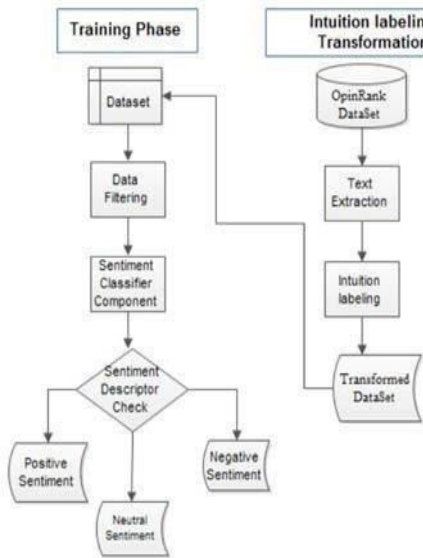 Training Phase
Dataset
Data
Filtering
Sentiment
Classifier
Component
Sentiment
Descriptor
Check
Positive
Sentiment
Neutral
Sentiment
Negative
Sentiment
Intuition labelin
Transformation
OpinRank
DataSet
Text
Extraction
Intuition
labeling
Transformed
DataSet